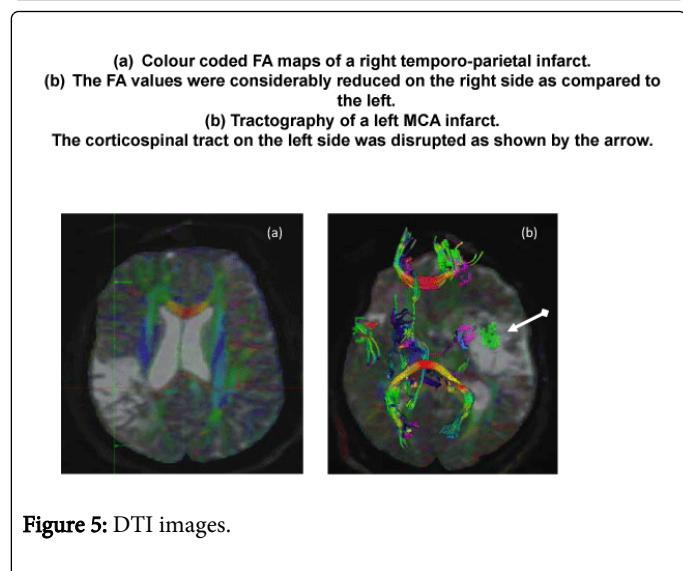 (a) Colour coded FA maps of a right temporo-parietal infarct.
(b) The FA values were considerably reduced on the right side as compared to
the left.
(b) Tractography of a left MCA infarct.
The corticospinal tract on the left side was disrupted as shown by the arrow.
(a)
(b)
Figure 5: DTI images.